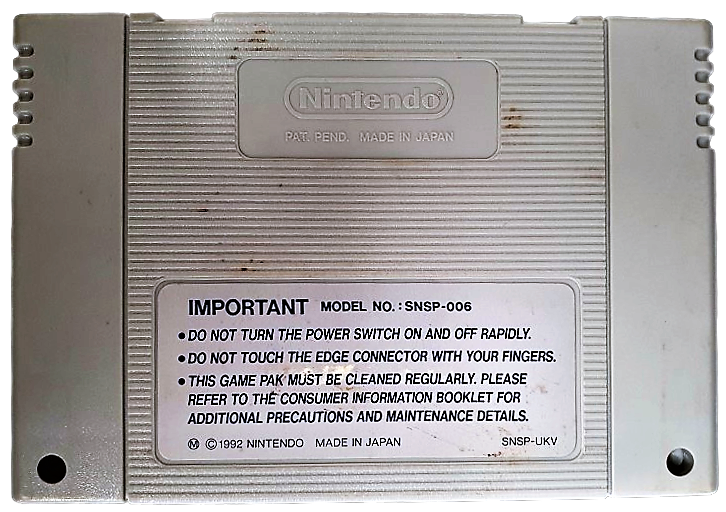 Nintendo®
PAT. PEND. MADE IN JAPAN
IMPORTANT MODEL NO. : SNSP-006
• DO NOT TURN THE POWER SWITCH ON AND OFF RAPIDLY.
• DO NOT TOUCH THE EDGE CONNECTOR WITH YOUR FINGERS.
• THIS GAME PAK MUST BE CLEANED REGULARLY. PLEASE
REFER TO THE CONSUMER INFORMATION BOOKLET FOR
ADDITIONAL PRECAUTIONS AND MAINTENANCE DETAILS.
Ⓜ ©1992 NINTENDO MADE IN JAPAN SNSP-UKV